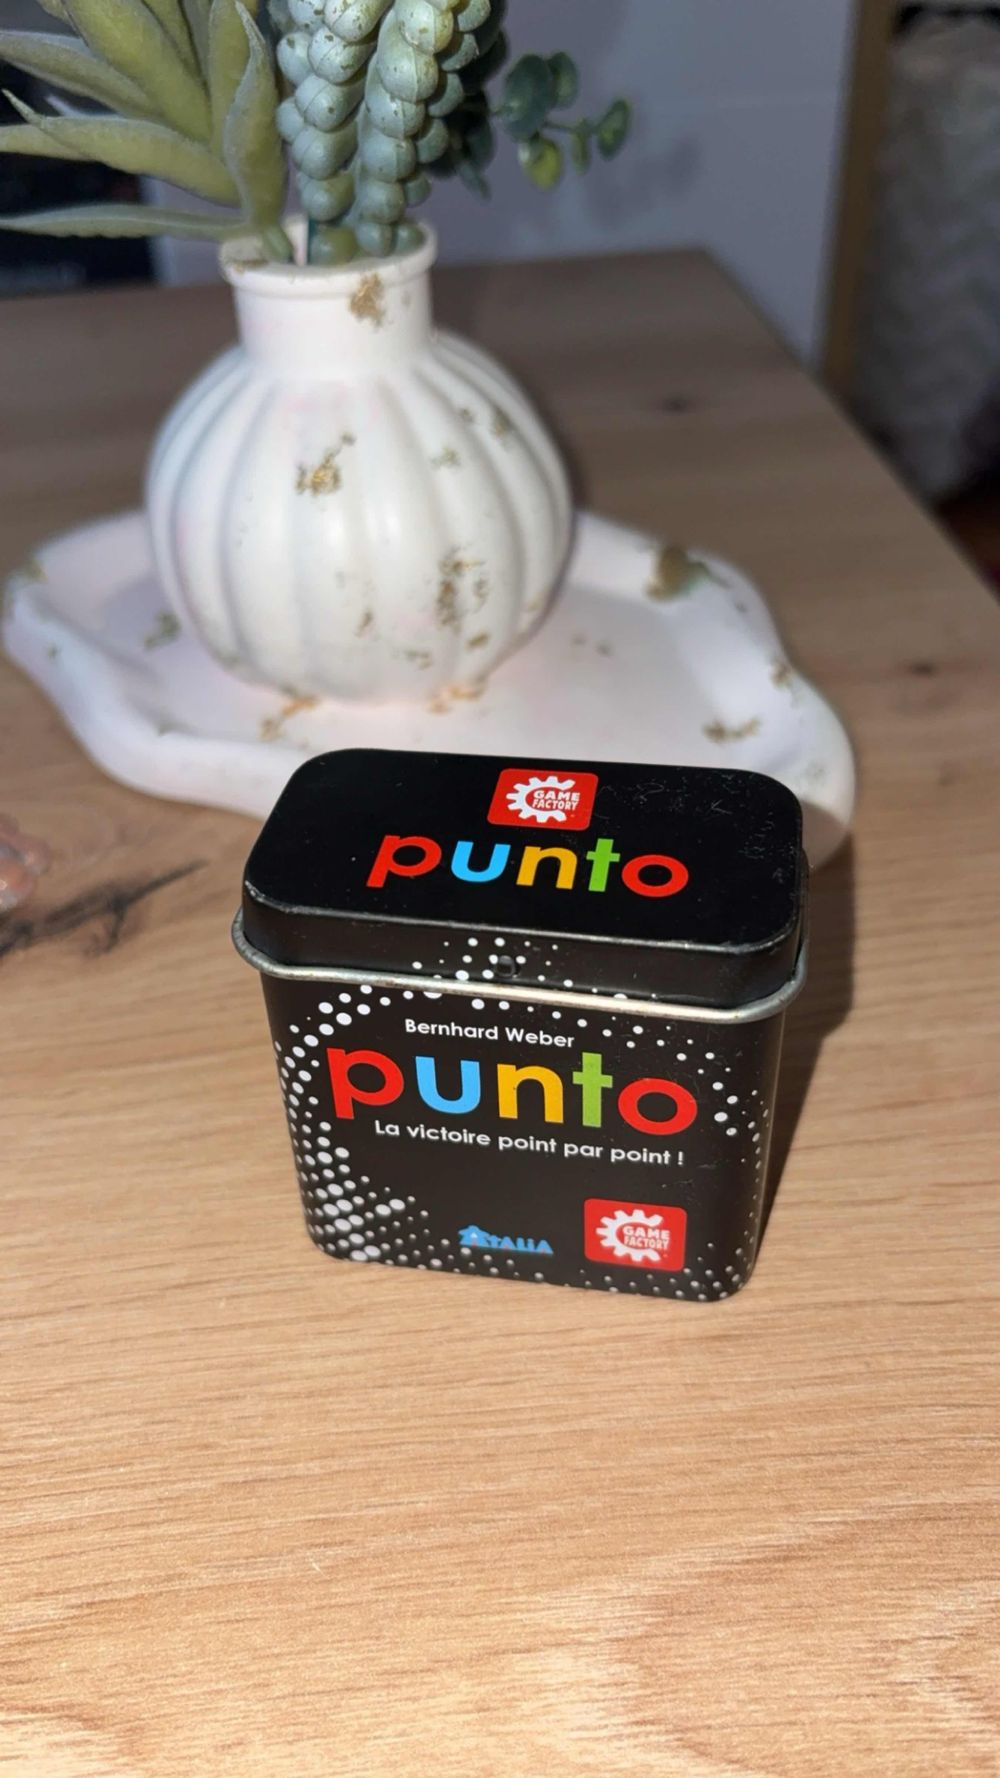 GAME
FACTORY
punto
Bernhard Weber
punto
La victoire point par point !
ATALIA
GAME
FACTORY